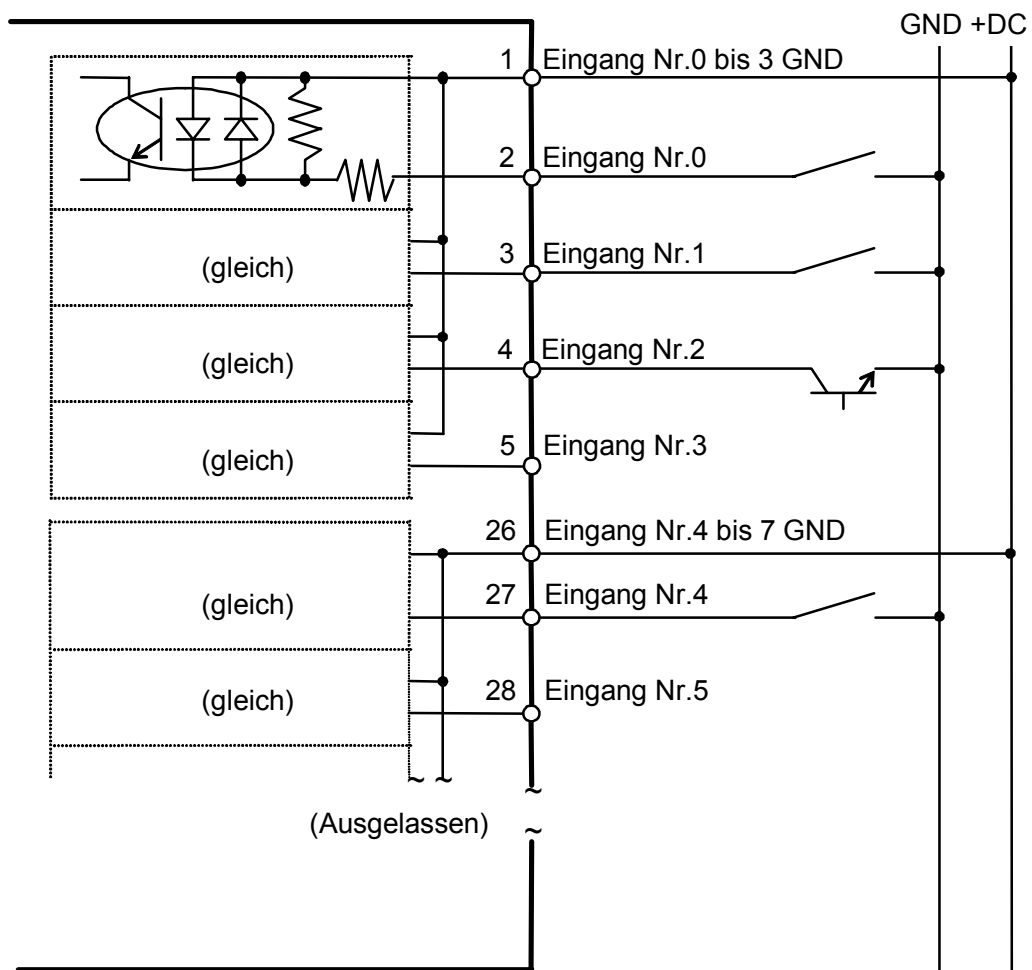 GND +DC
1 Eingang Nr.0 bis 3 GND
2 Eingang Nr.0
(gleich) 3 Eingang Nr.1
(gleich) 4 Eingang Nr.2
(gleich) 5 Eingang Nr.3
26 Eingang Nr.4 bis 7 GND
(gleich) 27 Eingang Nr.4
(gleich) 28 Eingang Nr.5
~ ~ ~
(Ausgelassen) ~